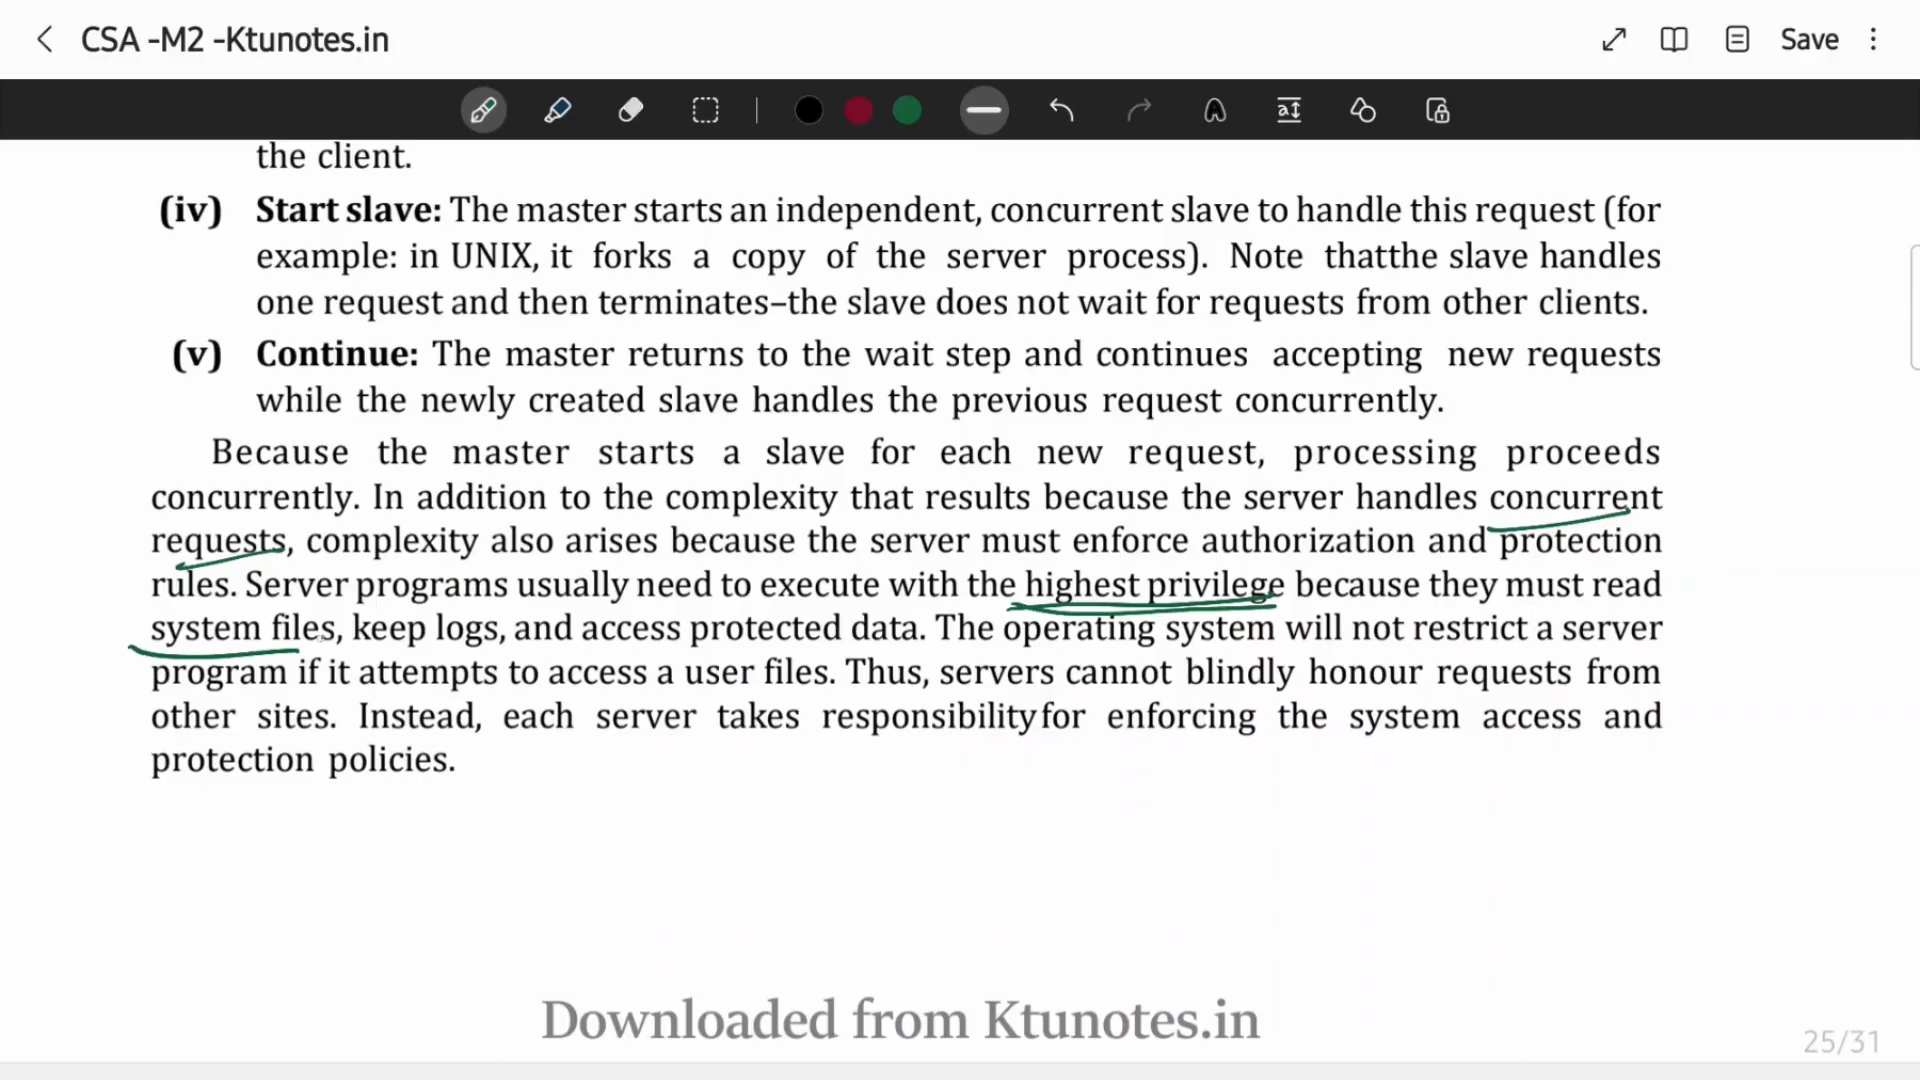 CSA -M2 -Ktunotes.in
Save
the client.
(iv) Start slave: The master starts an independent, concurrent slave to handle this request (for
example: in UNIX, it forks a copy of the server process). Note thatthe slave handles
one request and then terminates–the slave does not wait for requests from other clients.
(v) Continue: The master returns to the wait step and continues accepting new requests
while the newly created slave handles the previous request concurrently.
Because the master starts a slave for each new request, processing proceeds
concurrently. In addition to the complexity that results because the server handles concurrent
requests, complexity also arises because the server must enforce authorization and protection
rules. Server programs usually need to execute with the highest privilege because they must read
system files, keep logs, and access protected data. The operating system will not restrict a server
program if it attempts to access a user files. Thus, servers cannot blindly honour requests from
other sites. Instead, each server takes responsibilityfor enforcing the system access and
protection policies.
Downloaded from Ktunotes.in
25/31